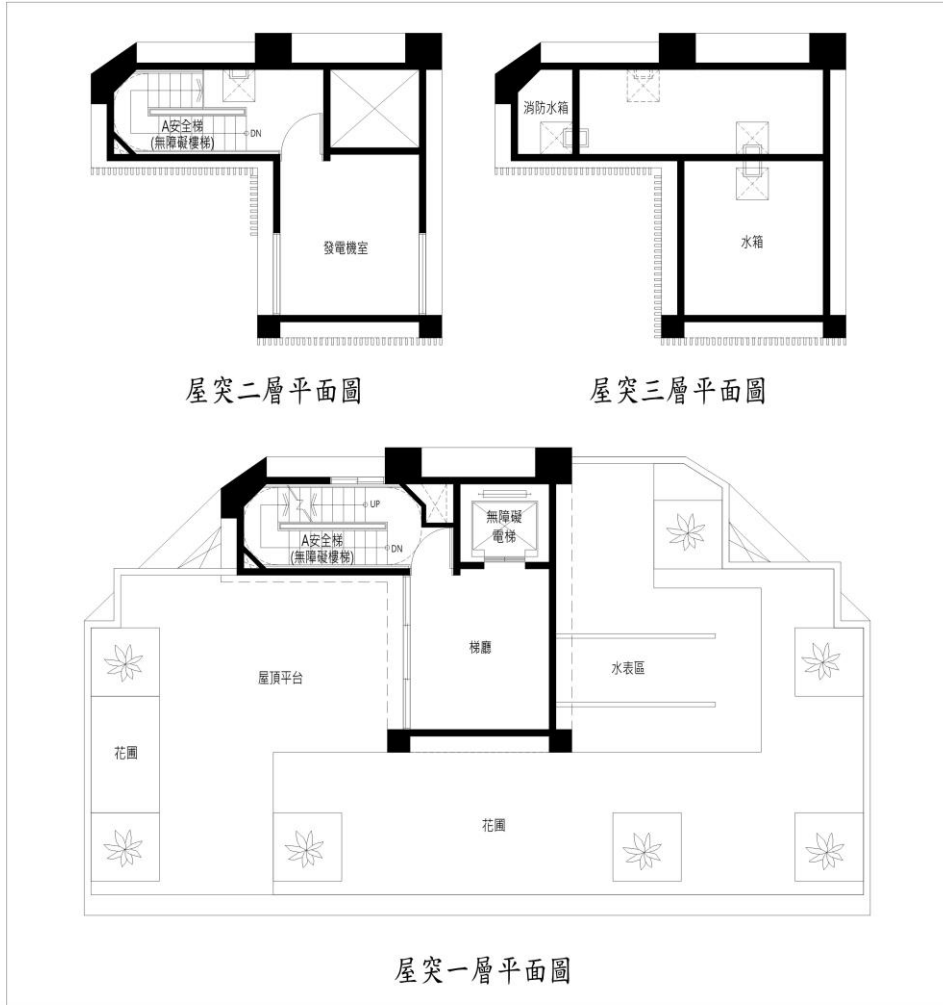 A安全梯
(無障礙樓梯)
DN
發電機室
屋突二層平面圖
消防水箱
水箱
屋突三層平面圖
UP
A安全梯
(無障礙樓梯)
DN
無障礙
電梯
梯廳
水表區
屋頂平台
花圃
花圃
屋突一層平面圖